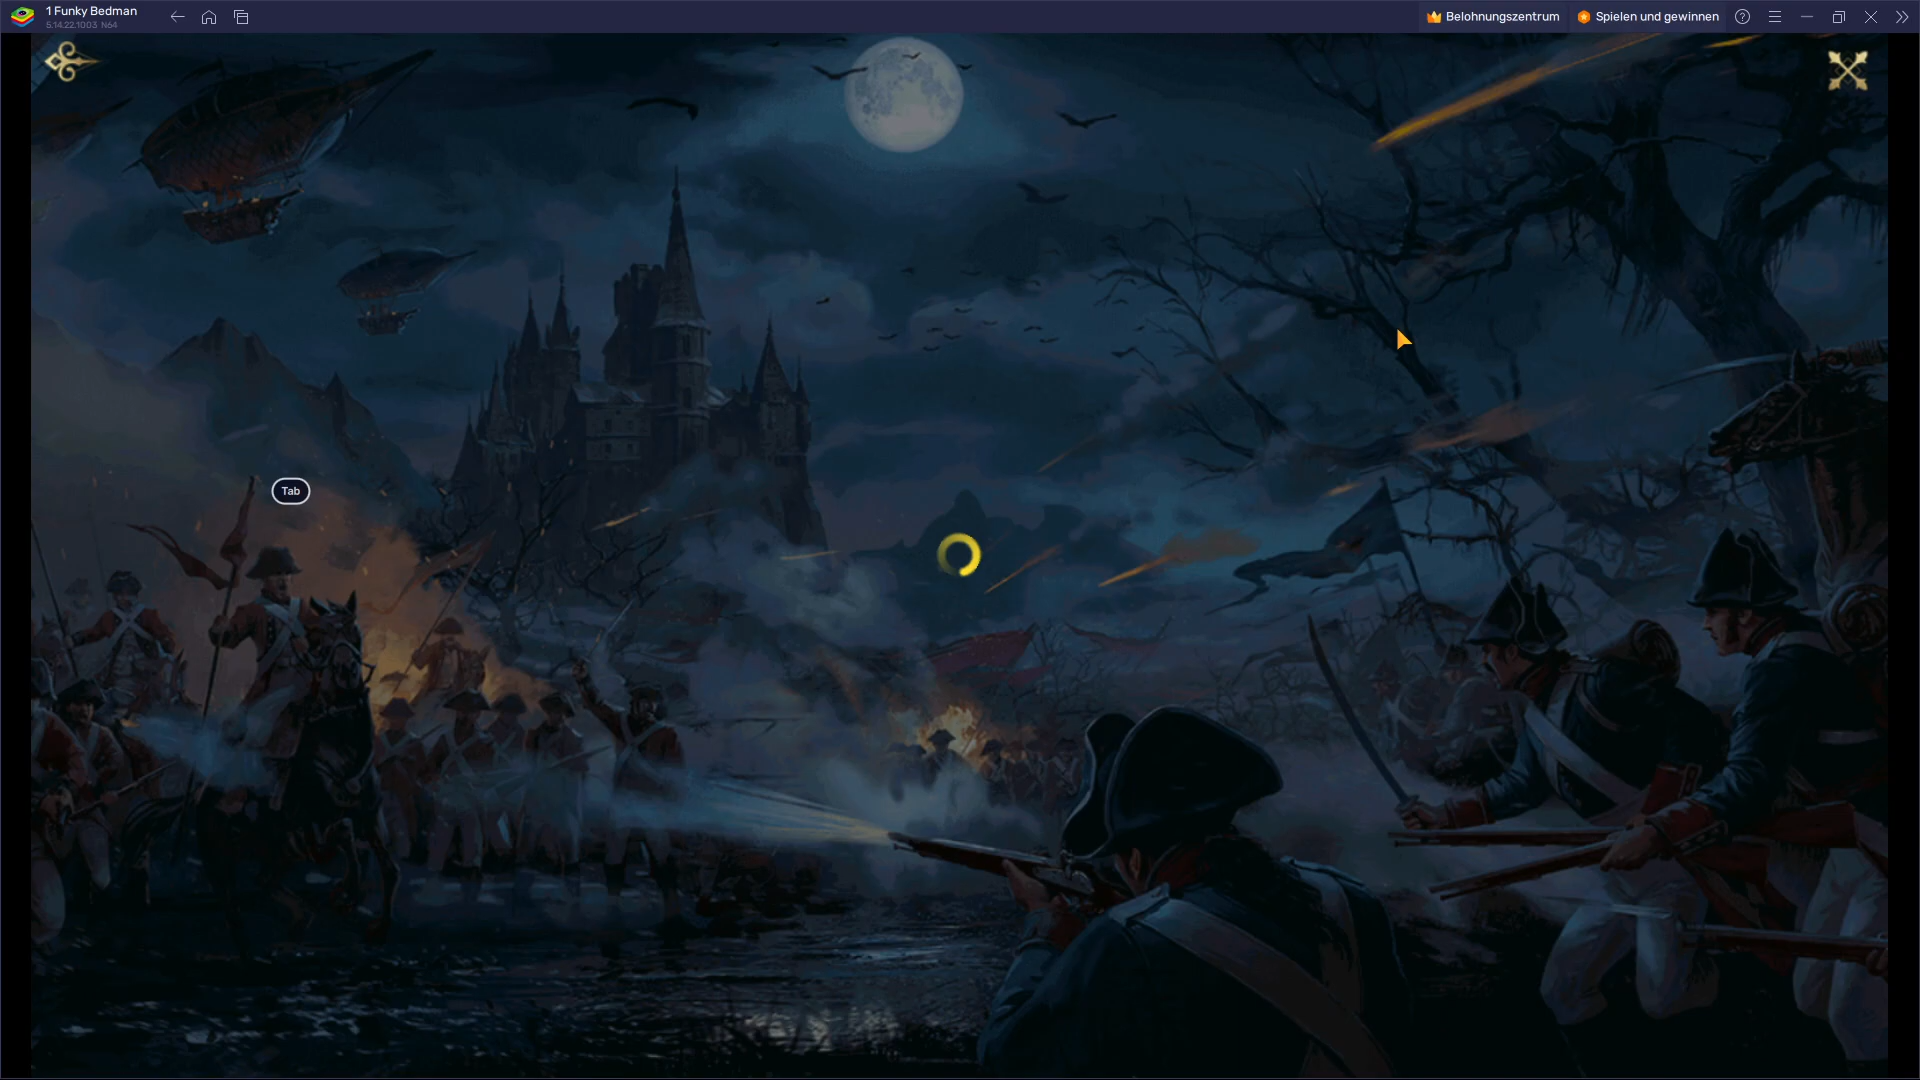 1 Funky Bedman
5.14.22.1003 N64
Belohnungszentrum
Spielen und gewinnen
Tab